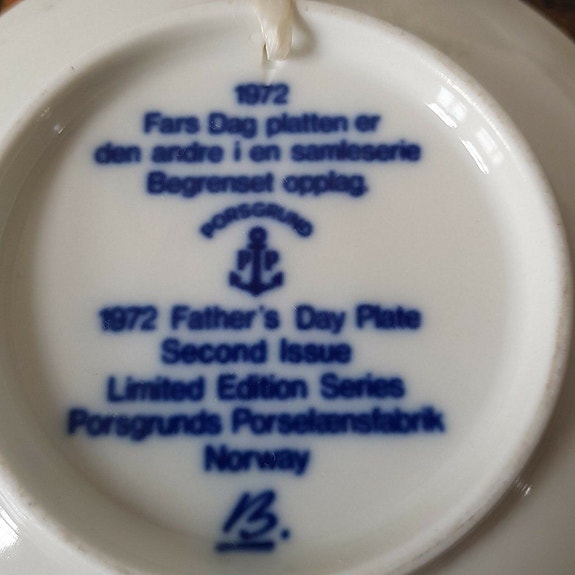 1972
Fars Dag platten er
den andre i en samleserie
Begrenset opplag.
PORSGRUND
P P
1972 Father's Day Plate
Second Issue
Limited Edition Series
Porsgrunds Porselænsfabrik
Norway
B.